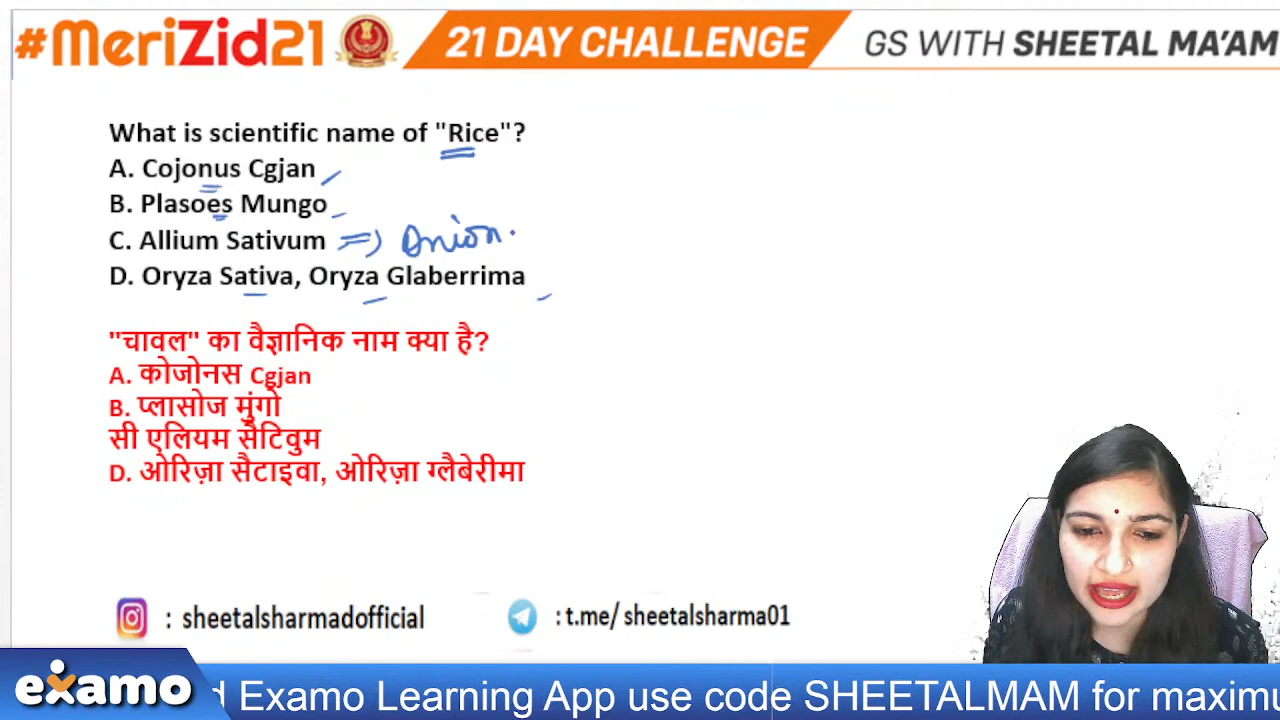 #MeriZid21
21 DAY CHALLENGE
GS WITH SHEETAL MA'AM
What is scientific name of "Rice"?
A. Cojonus Cgjan
B. Plasoes Mungo
C. Allium Sativum => Onion.
D. Oryza Sativa, Oryza Glaberrima
"चावल" का वैज्ञानिक नाम क्या है?
A. कोजोनस Cgjan
B. प्लासोज मुंगो
सी एलियम सैटिवुम
D. ओरिज़ा सैटाइवा, ओरिज़ा ग्लैबेरीमा
: sheetalsharmadofficial
: t.me/ sheetalsharma01
examo
d Examo Learning App use code SHEETALMAM for maximu